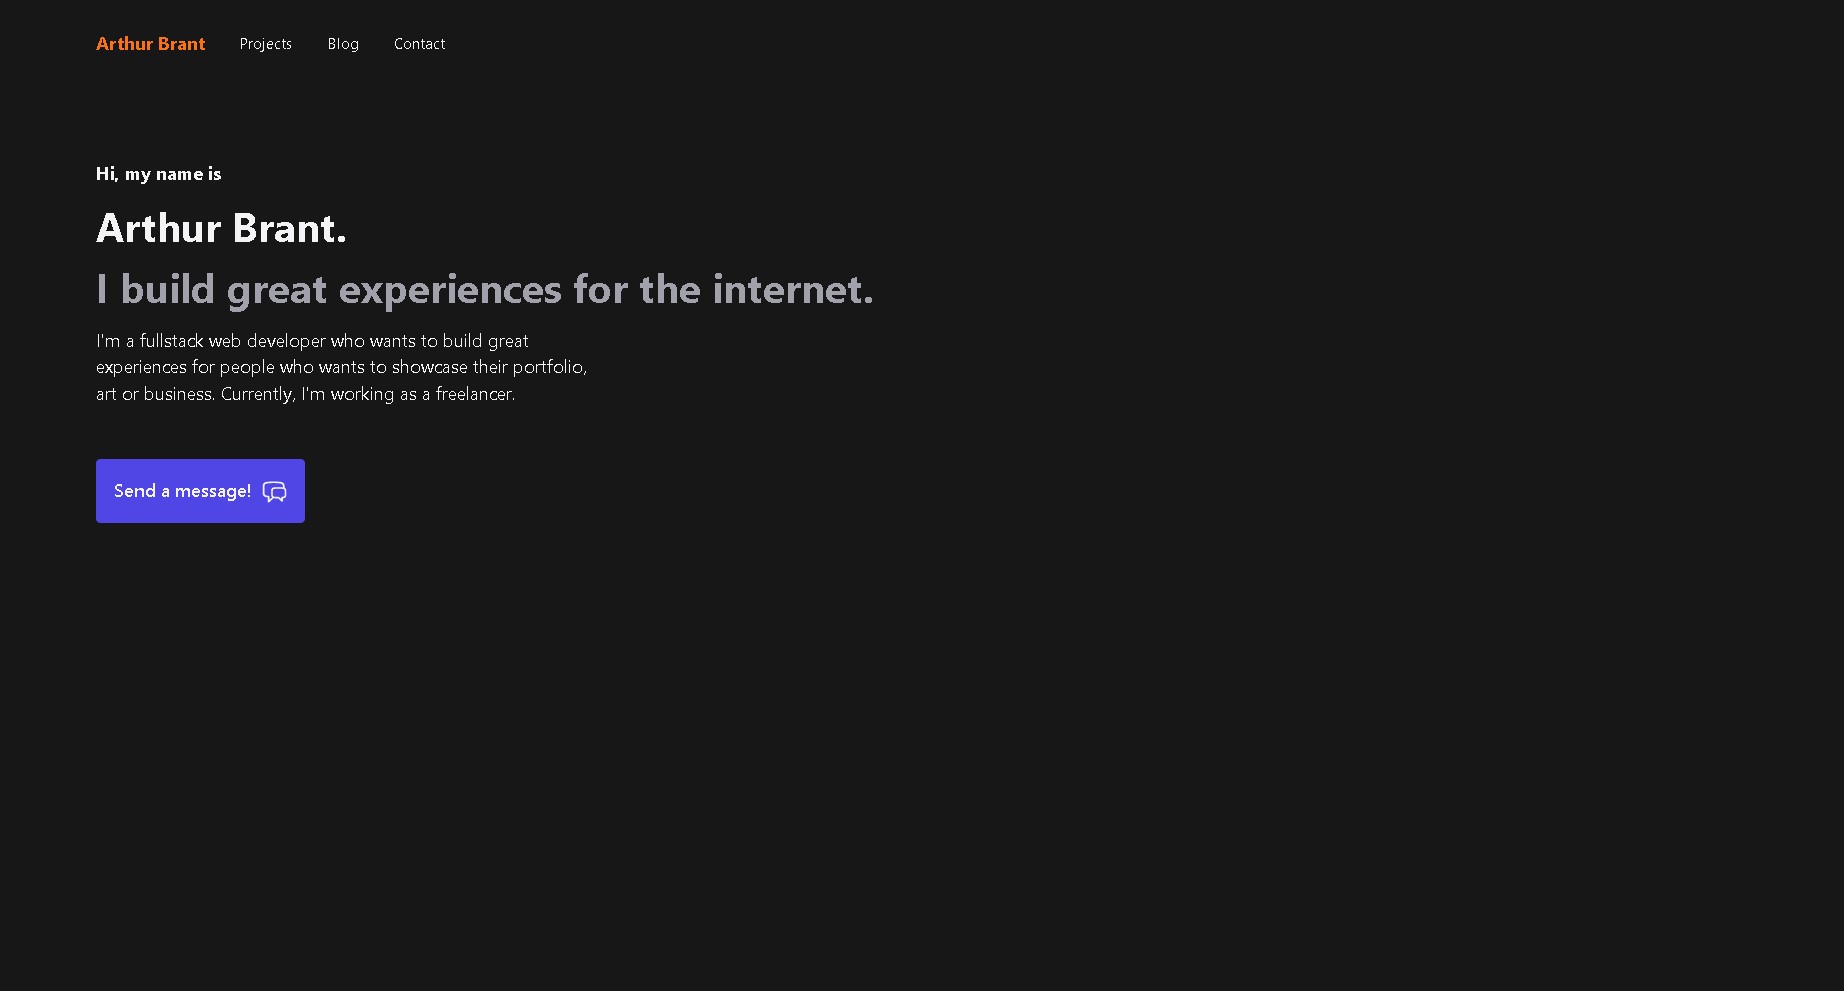 Arthur Brant Projects Blog Contact
Hi, my name is
Arthur Brant.
I build great experiences for the internet.
I'm a fullstack web developer who wants to build great
experiences for people who wants to showcase their portfolio,
art or business. Currently, I'm working as a freelancer.
Send a message!